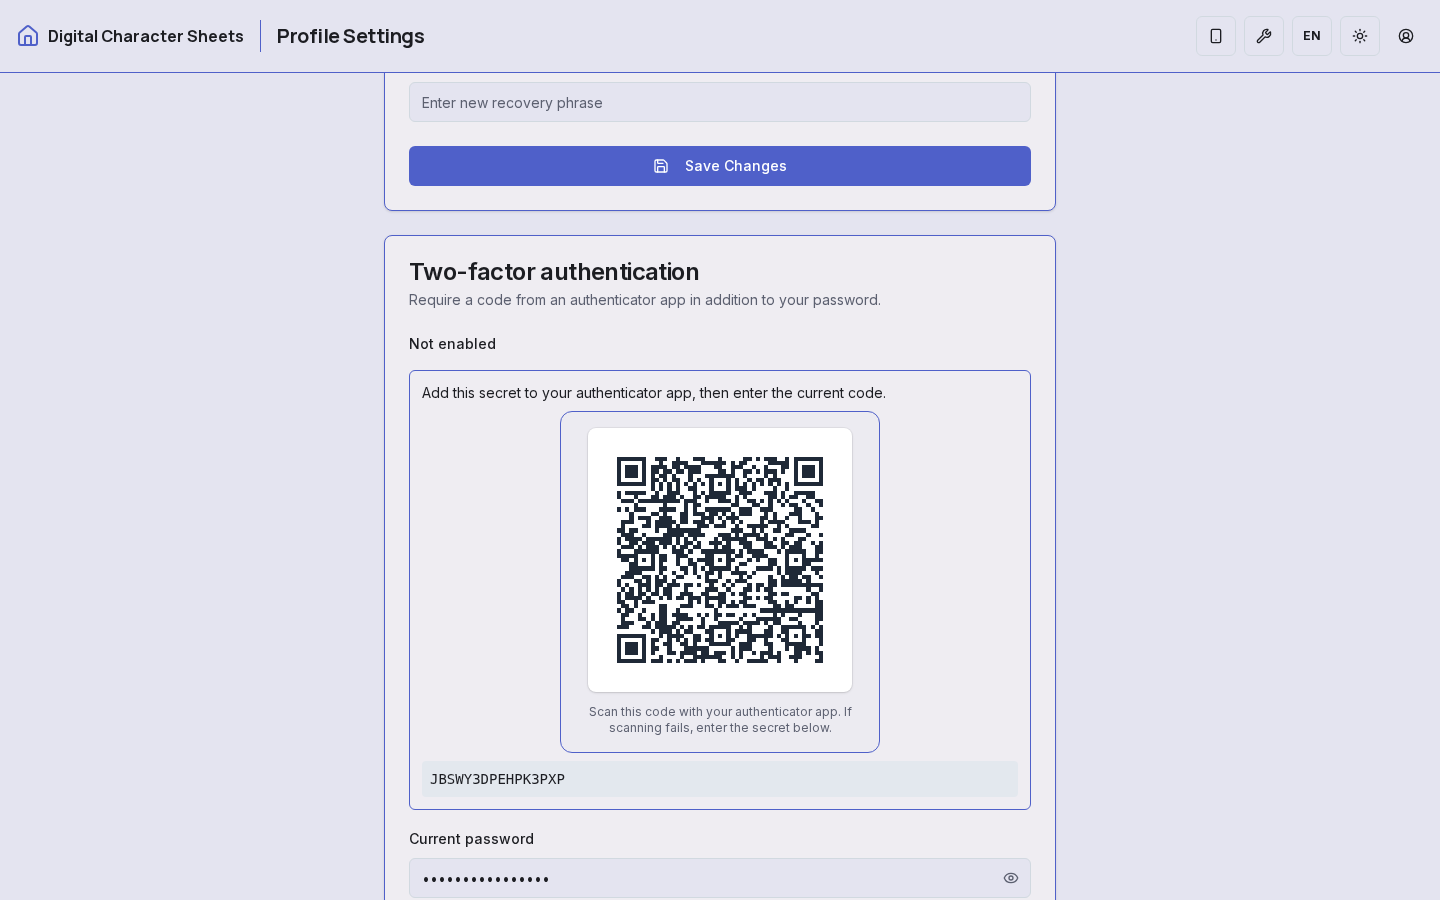 Digital Character Sheets
Profile Settings
EN
Enter new recovery phrase
Save Changes
Two-factor authentication
Require a code from an authenticator app in addition to your password.
Not enabled
Add this secret to your authenticator app, then enter the current code.
Scan this code with your authenticator app. If
scanning fails, enter the secret below.
JBSWY3DPEHPK3PXP
Current password
••••••••••••••••